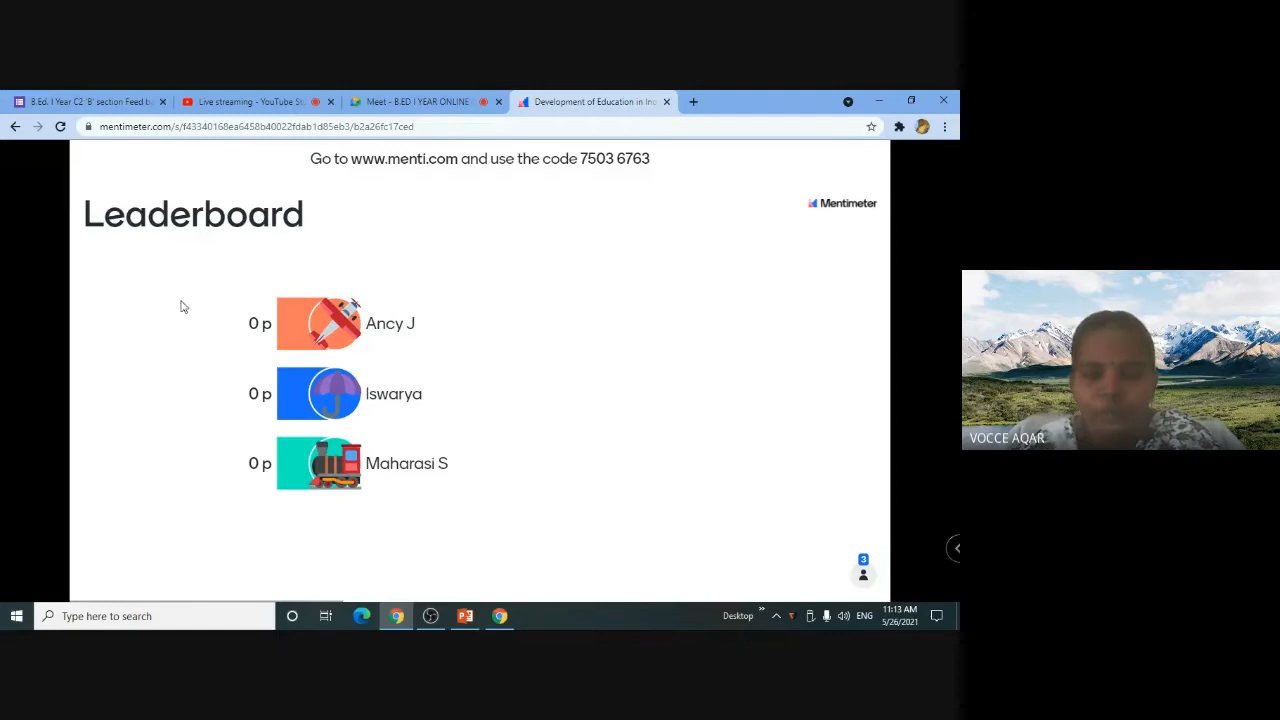 B.Ed. I Year C2 'B' section Feed b
Live streaming - YouTube St
Meet - B.ED I YEAR ONLINE
Development of Education in In
mentimeter.com/s/f43340168ea6458b40022fdab1d85eb3/b2a26fc17ced
Go to www.menti.com and use the code 7503 6763
Leaderboard
Mentimeter
0 p Ancy J
0 p Iswarya
0 p Maharasi S
VOCCE AQAR
3
Type here to search
Desktop
ENG
11:13 AM
5/26/2021